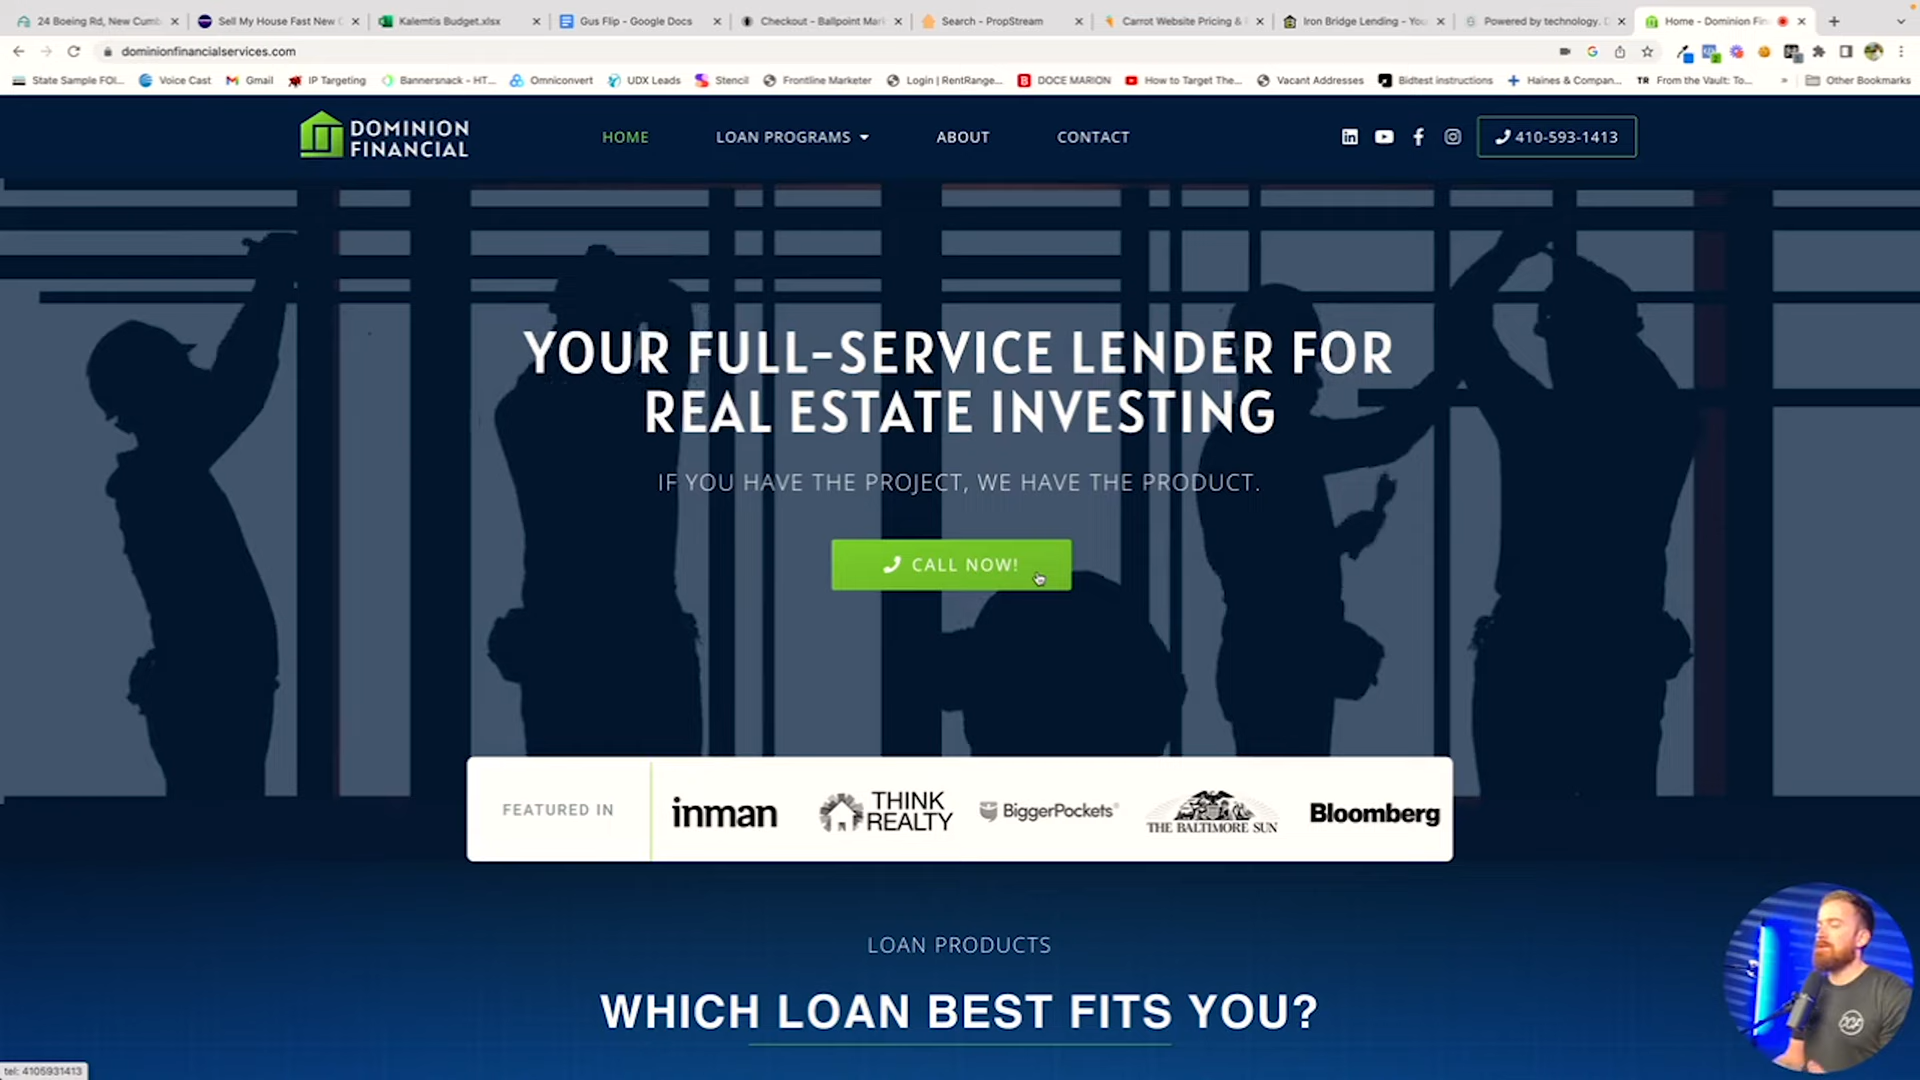 24 Boeing Rd, New Cumb
Sell My House Fast New C
Kalemtis Budget.xlsx
Gus Flip - Google Docs
Checkout - Ballpoint Mar
Search - PropStream
Carrot Website Pricing &
Iron Bridge Lending - You
Powered by technology. D
Home - Dominion Fin
dominionfinancialservices.com
State Sample FOI...
Voice Cast
Gmail
IP Targeting
Bannersnack - HT...
Omniconvert
UDX Leads
Stencil
Frontline Marketer
Login | RentRange...
DOCE MARION
How to Target The...
Vacant Addresses
Bidtest instructions
Haines & Compan...
TR From the Vault: To...
Other Bookmarks
DOMINION
FINANCIAL
HOME
LOAN PROGRAMS
ABOUT
CONTACT
410-593-1413
YOUR FULL-SERVICE LENDER FOR
REAL ESTATE INVESTING
IF YOU HAVE THE PROJECT, WE HAVE THE PRODUCT.
CALL NOW!
FEATURED IN
inman
THINK
REALTY
BiggerPockets
THE BALTIMORE SUN
Bloomberg
LOAN PRODUCTS
WHICH LOAN BEST FITS YOU?
tel: 4105931413